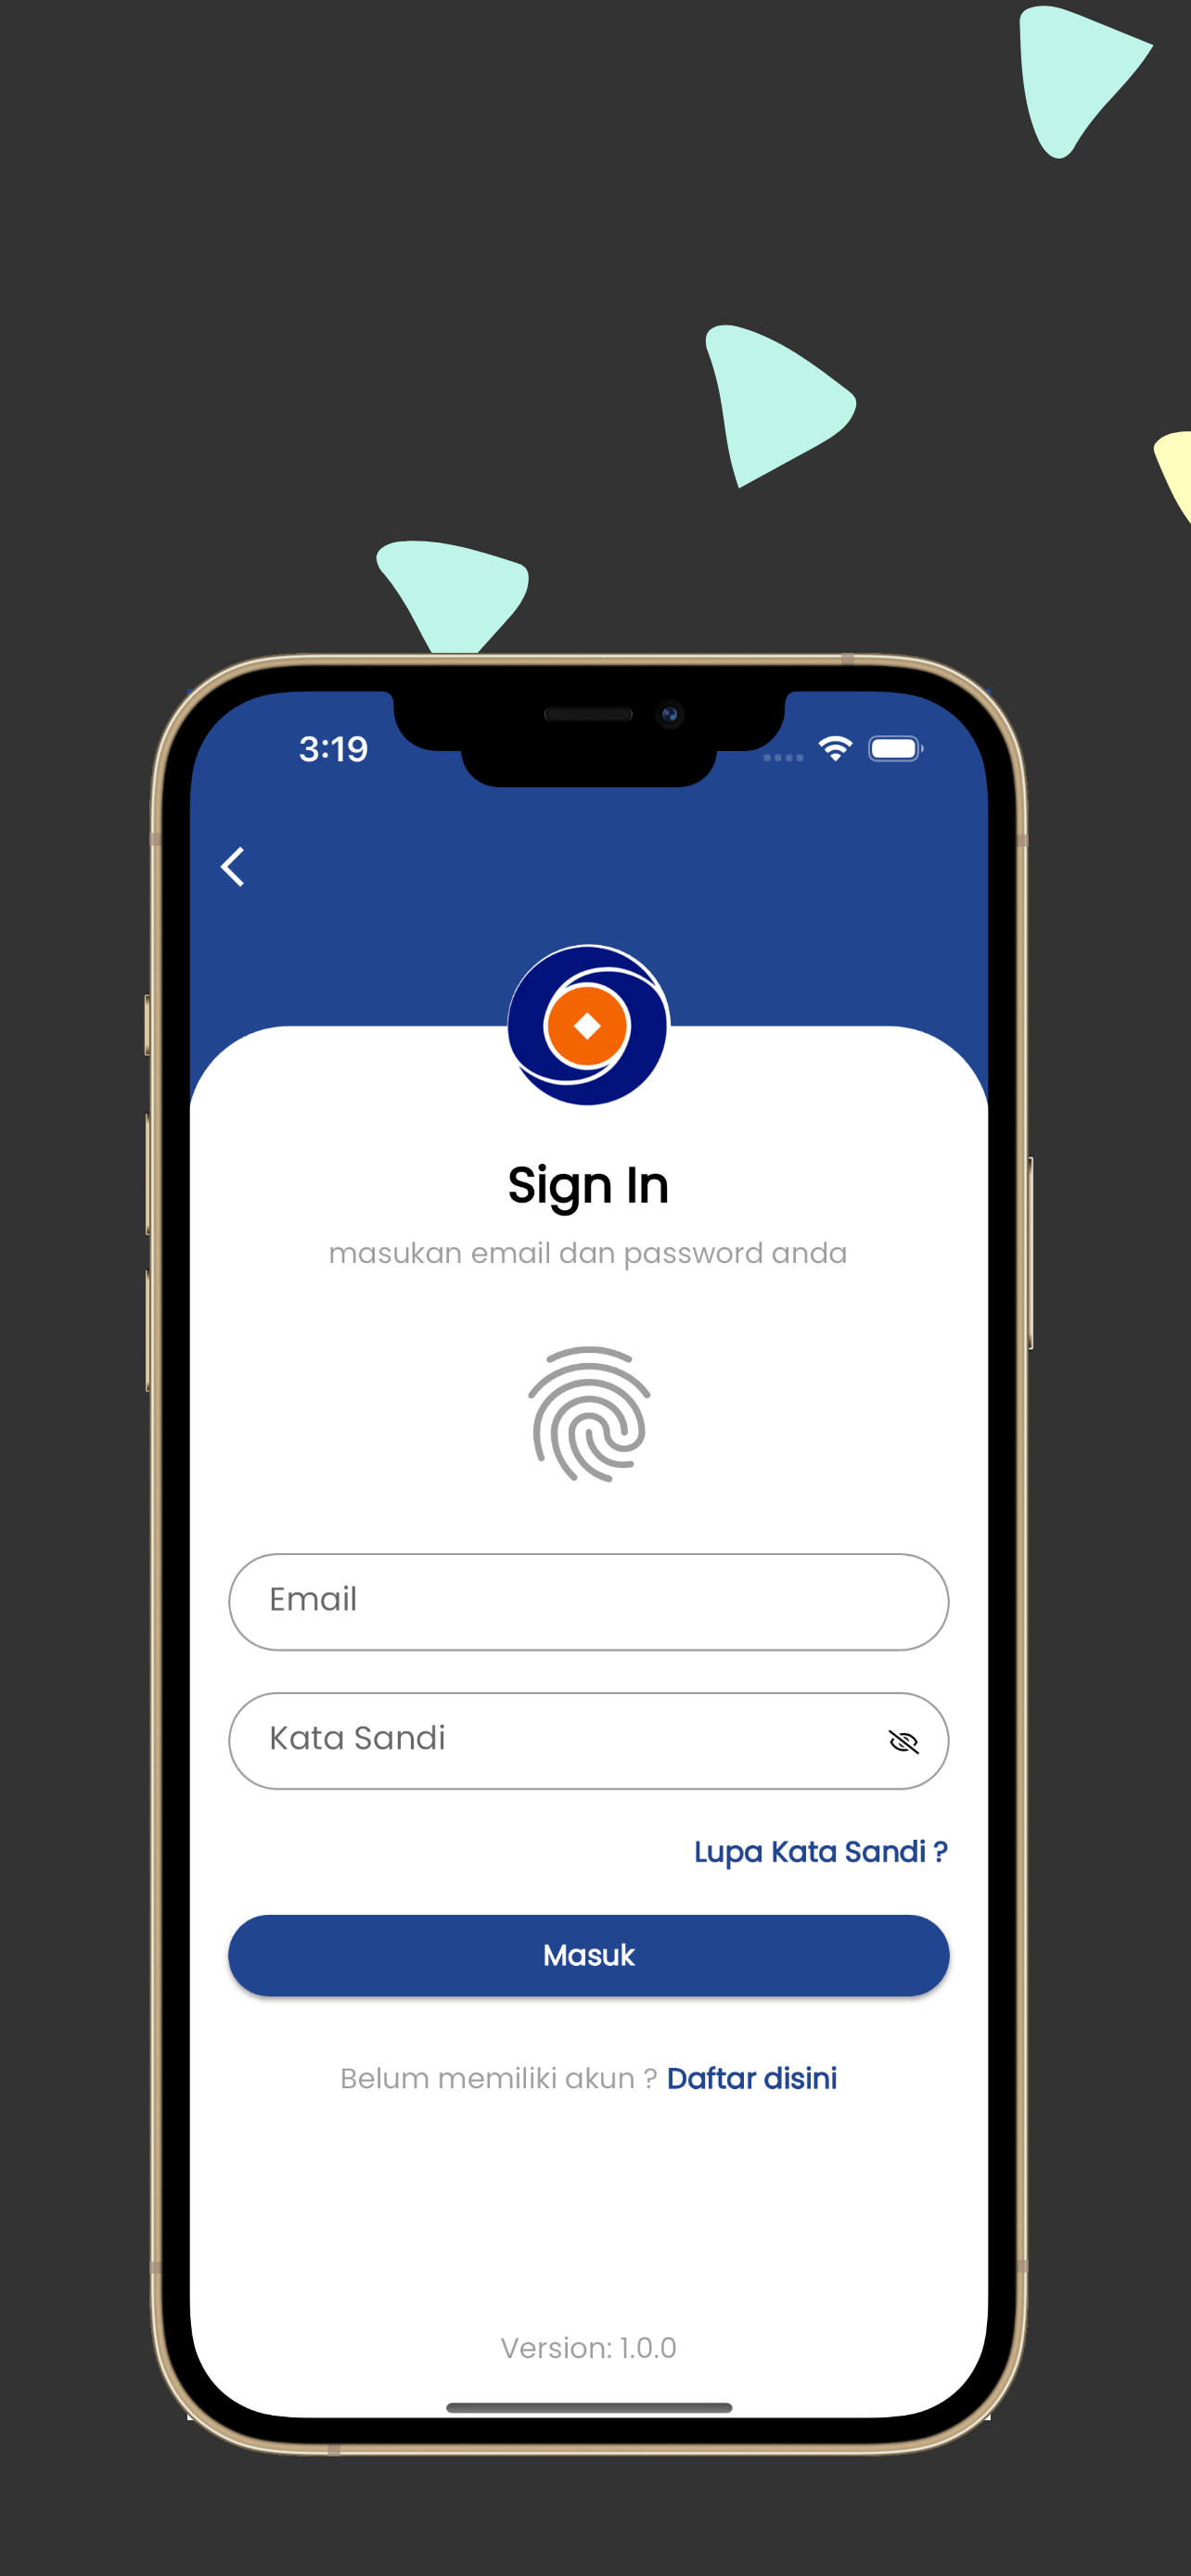 3:19
Sign In
masukan email dan password anda
Email
Kata Sandi
Lupa Kata Sandi ?
Masuk
Belum memiliki akun ? Daftar disini
Version: 1.0.0